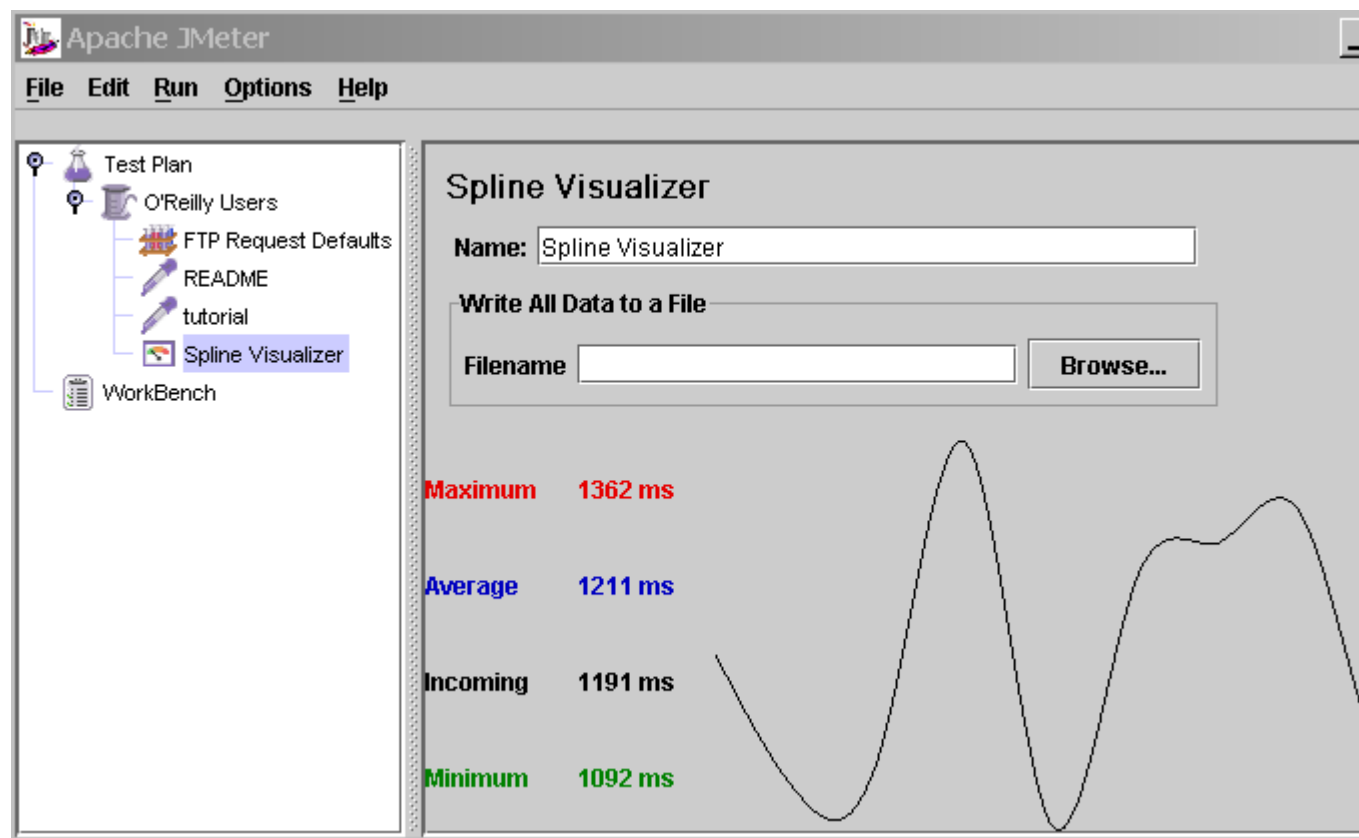 Apache JMeter
File Edit Run Options Help
Test Plan
O'Reilly Users
FTP Request Defaults
README
tutorial
Spline Visualizer
WorkBench
Spline Visualizer
Name: Spline Visualizer
Write All Data to a File
Filename Browse...
Maximum 1362 ms
Average 1211 ms
Incoming 1191 ms
Minimum 1092 ms